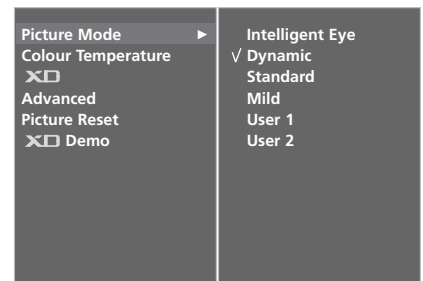 Picture Mode ►
Colour Temperature
XD
Advanced
Picture Reset
XD Demo
Intelligent Eye
√ Dynamic
Standard
Mild
User 1
User 2